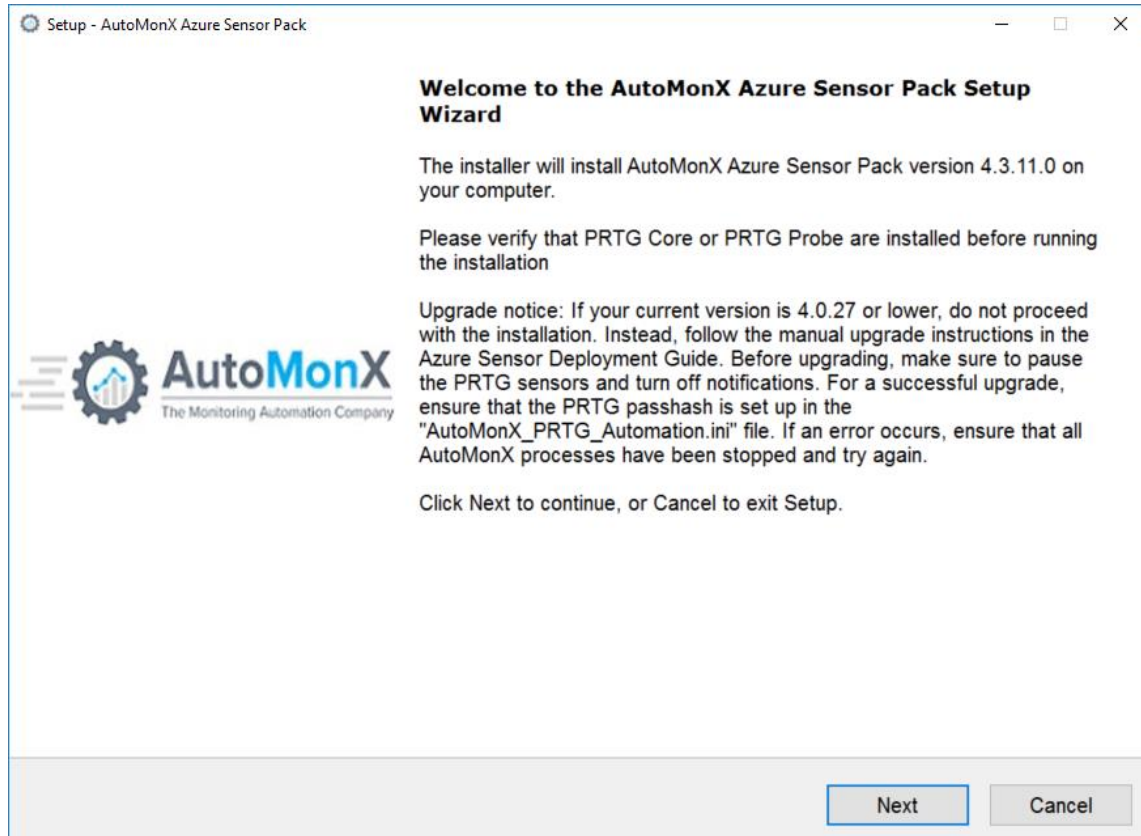 Setup - AutoMonX Azure Sensor Pack
Welcome to the AutoMonX Azure Sensor Pack Setup
Wizard
The installer will install AutoMonX Azure Sensor Pack version 4.3.11.0 on
your computer.
Please verify that PRTG Core or PRTG Probe are installed before running
the installation
Upgrade notice: If your current version is 4.0.27 or lower, do not proceed
with the installation. Instead, follow the manual upgrade instructions in the
Azure Sensor Deployment Guide. Before upgrading, make sure to pause
the PRTG sensors and turn off notifications. For a successful upgrade,
ensure that the PRTG passhash is set up in the
"AutoMonX_PRTG_Automation.ini" file. If an error occurs, ensure that all
AutoMonX processes have been stopped and try again.
Click Next to continue, or Cancel to exit Setup.
AutoMonX
The Monitoring Automation Company
Next
Cancel